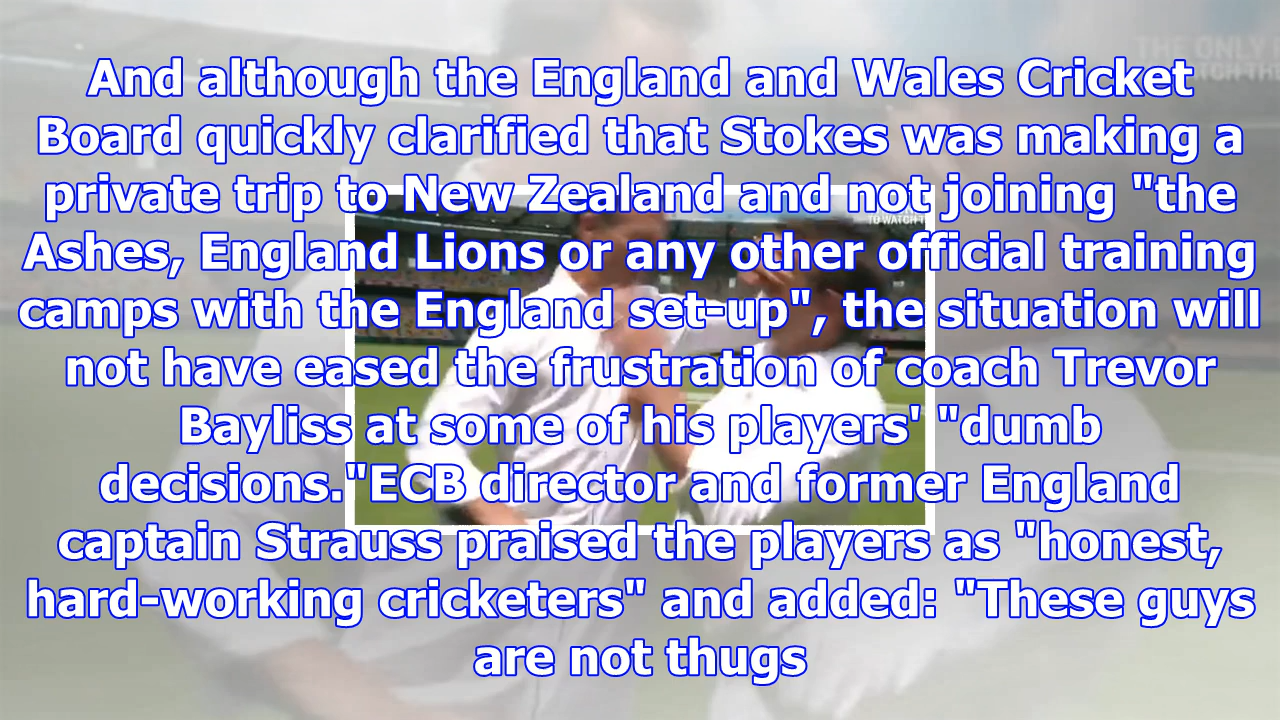 And although the England and Wales Cricket
Board quickly clarified that Stokes was making a
private trip to New Zealand and not joining "the
Ashes, England Lions or any other official training
camps with the England set-up", the situation will
not have eased the frustration of coach Trevor
Bayliss at some of his players' "dumb
decisions."ECB director and former England
captain Strauss praised the players as "honest,
hard-working cricketers" and added: "These guys
are not thugs
THE ONLY
TO WATCH T